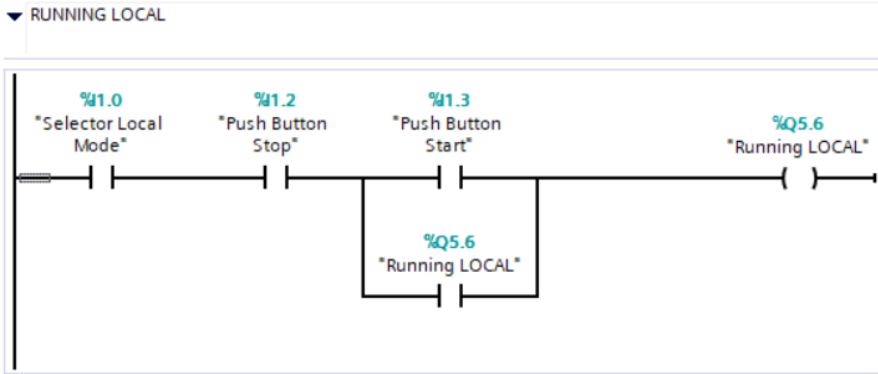 RUNNING LOCAL
%I1.0
"Selector Local
Mode"
%I1.2
"Push Button
Stop"
%I1.3
"Push Button
Start"
%Q5.6
"Running LOCAL"
%Q5.6
"Running LOCAL"